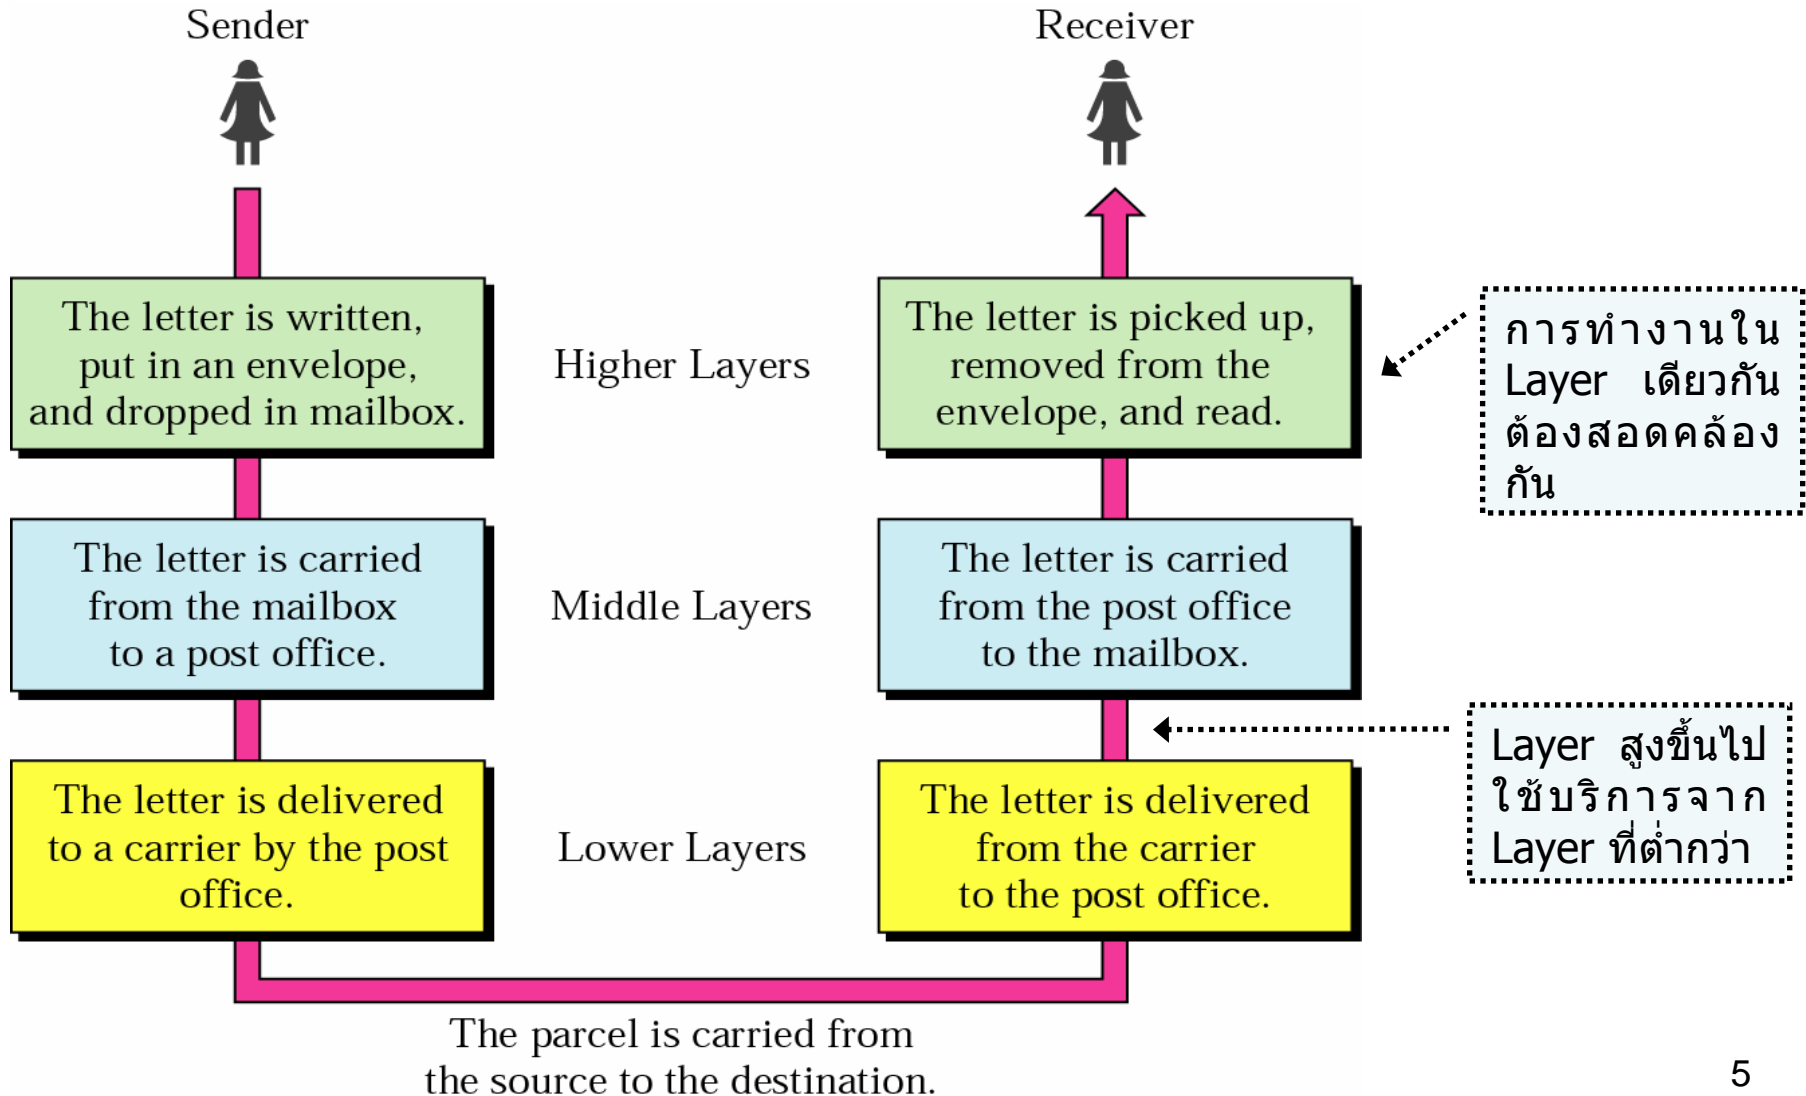 Sender
Receiver
The letter is written,
put in an envelope,
and dropped in mailbox.
Higher Layers
The letter is picked up,
removed from the
envelope, and read.
การทำงานใน
Layer เดียวกัน
ต้องสอดคล้อง
กัน
The letter is carried
from the mailbox
to a post office.
Middle Layers
The letter is carried
from the post office
to the mailbox.
Layer สูงขึ้นไป
ใช้บริการจาก
Layer ที่ต่ำกว่า
The letter is delivered
to a carrier by the post
office.
Lower Layers
The letter is delivered
from the carrier
to the post office.
The parcel is carried from
the source to the destination.
5